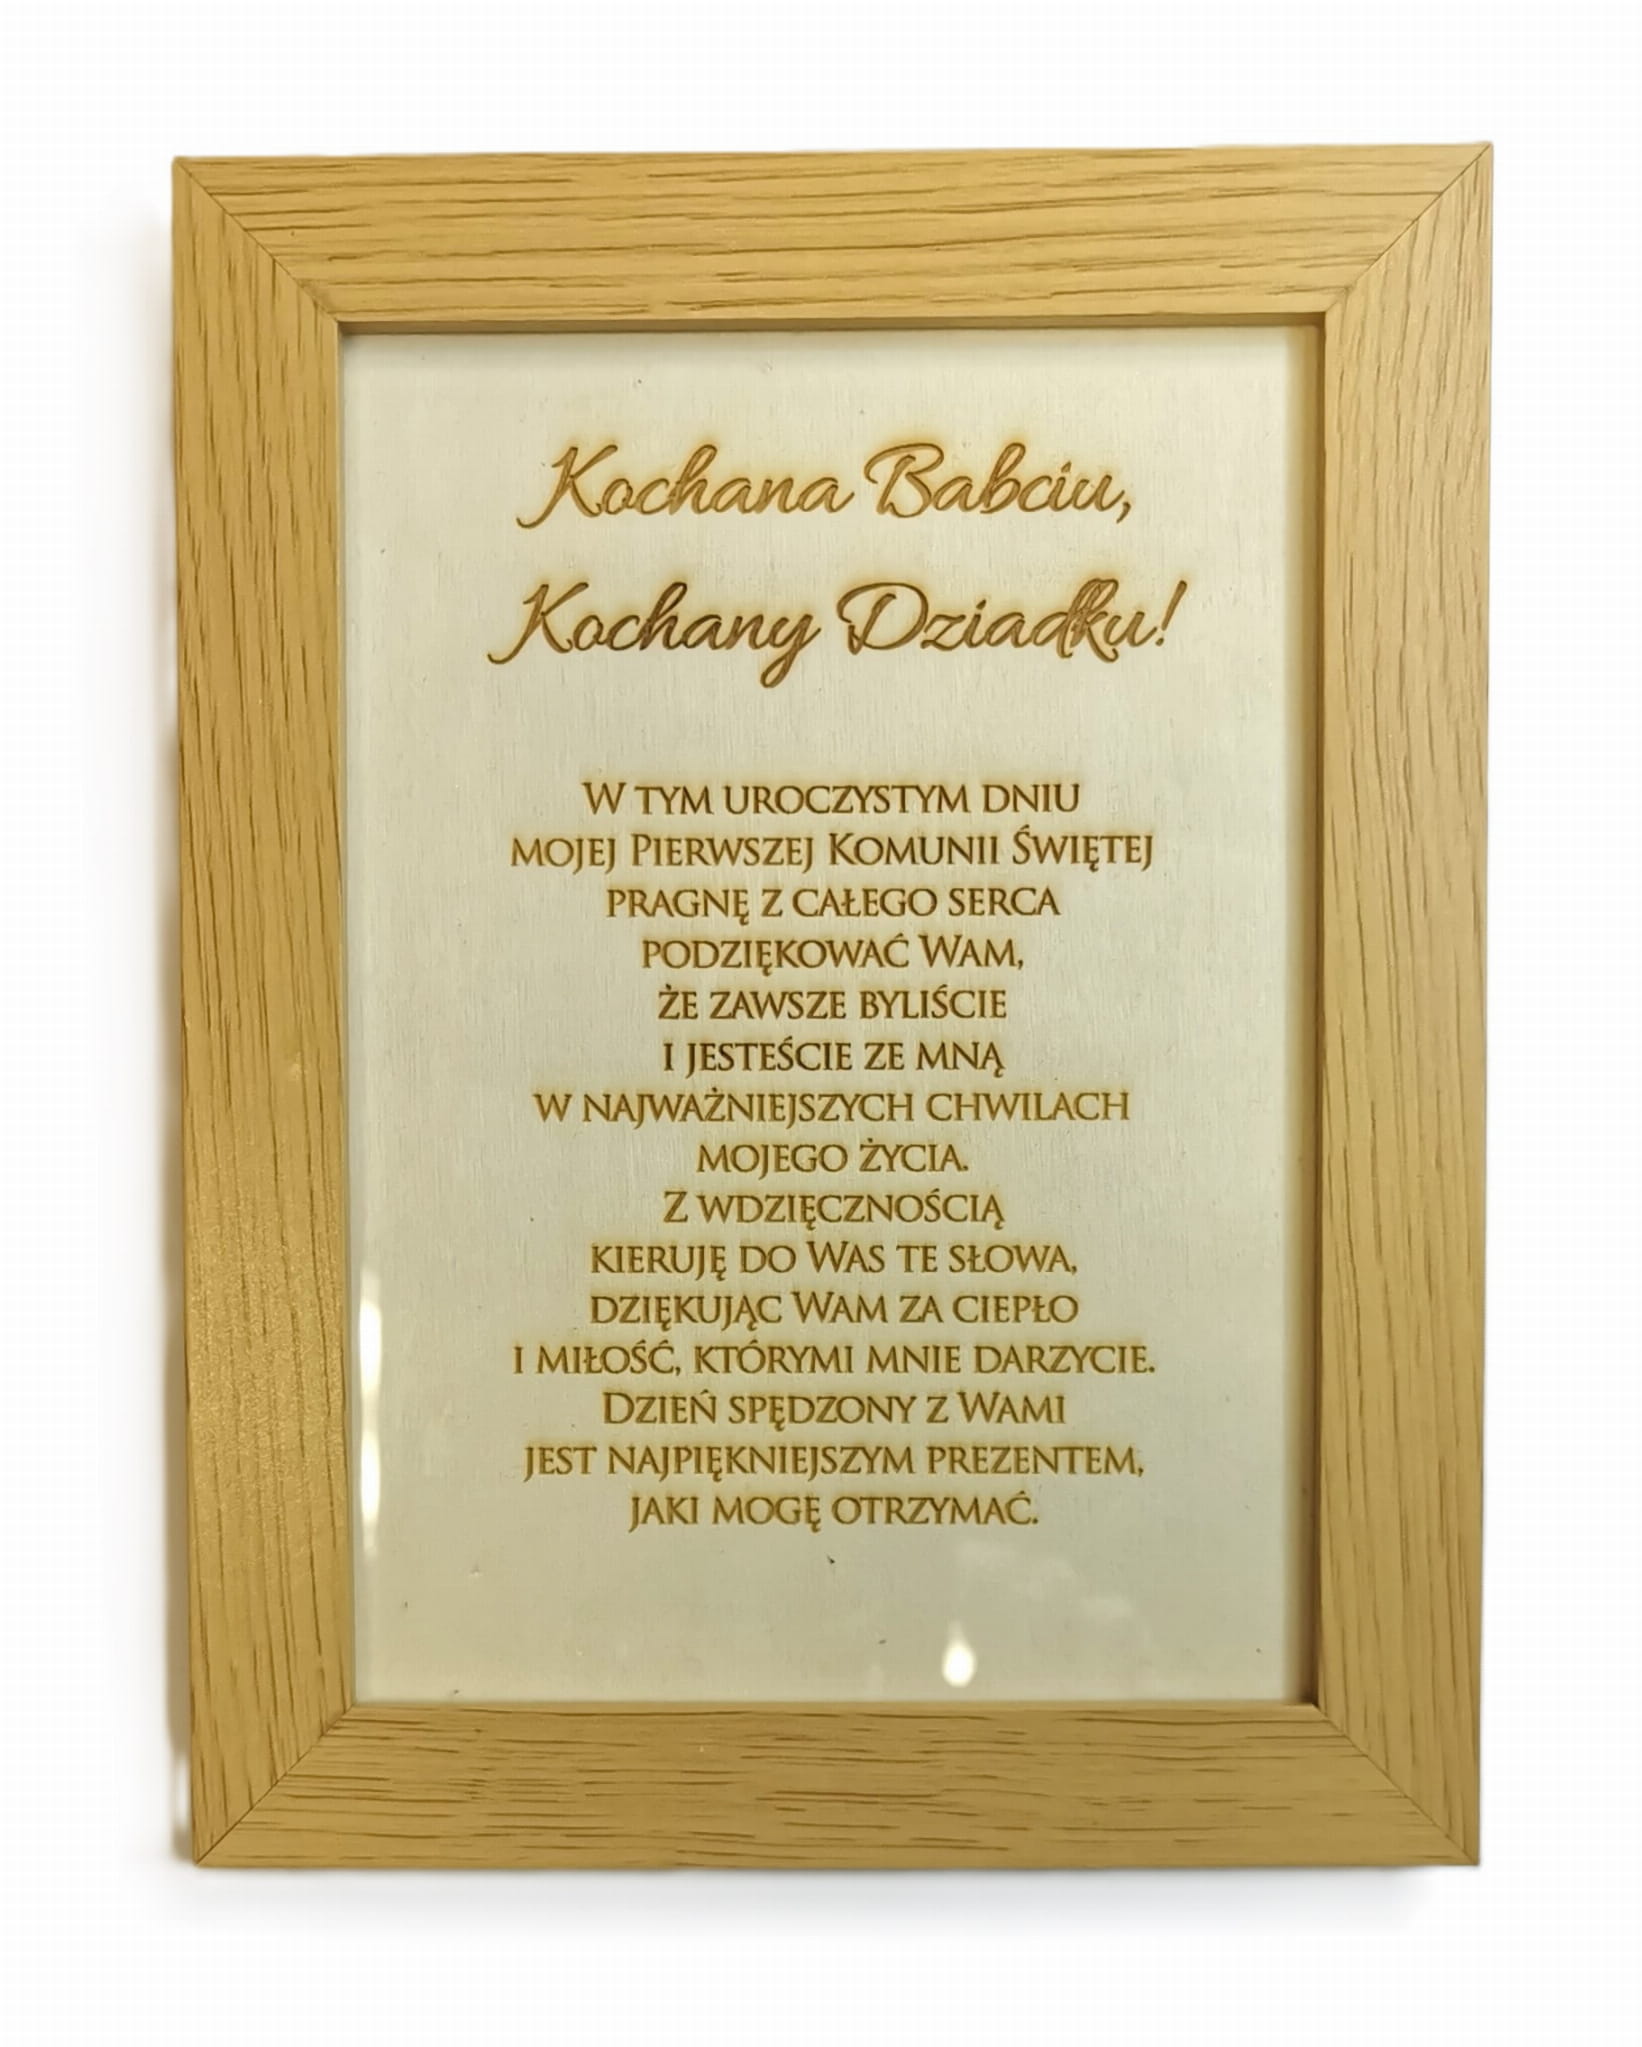 Kochana Babciu,
Kochany Dziadku!
W TYM UROCZYSTYM DNIU
MOJEJ PIERWSZEJ KOMUNII ŚWIĘTEJ
PRAGNĘ Z CAŁEGO SERCA
PODZIĘKOWAĆ WAM,
ŻE ZAWSZE BYLIŚCIE
I JESTEŚCIE ZE MNĄ
W NAJWAŻNIEJSZYCH CHWILACH
MOJEGO ŻYCIA.
Z WDZIĘCZNOŚCIĄ
KIERUJĘ DO WAS TE SŁOWA,
DZIĘKUJĄC WAM ZA CIEPŁO
I MIŁOŚĆ, KTÓRYMI MNIE DARZYCIE.
DZIEŃ SPĘDZONY Z WAMI
JEST NAJPIĘKNIEJSZYM PREZENTEM,
JAKI MOGĘ OTRZYMAĆ.